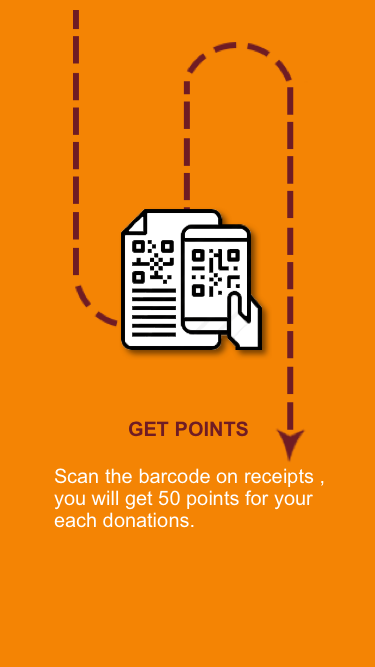 GET POINTS
Scan the barcode on receipts ,
you will get 50 points for your
each donations.